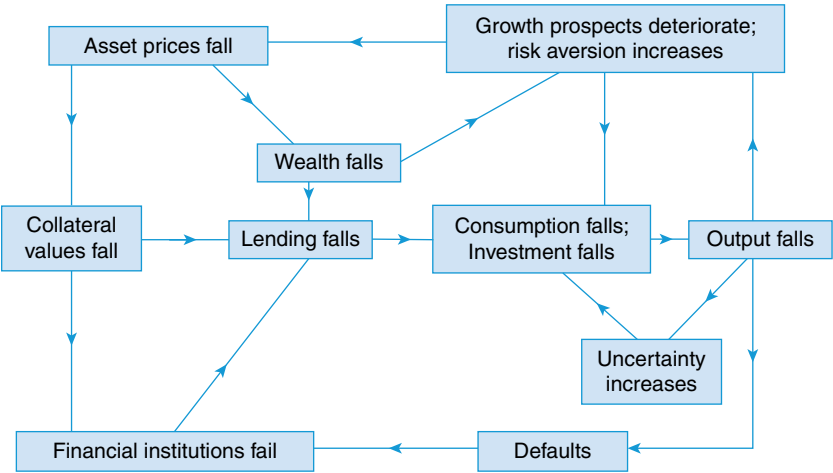 Growth prospects deteriorate;
risk aversion increases
Asset prices fall
Wealth falls
Collateral
values fall
Lending falls
Consumption falls;
Investment falls
Output falls
Uncertainty
increases
Financial institutions fail
Defaults